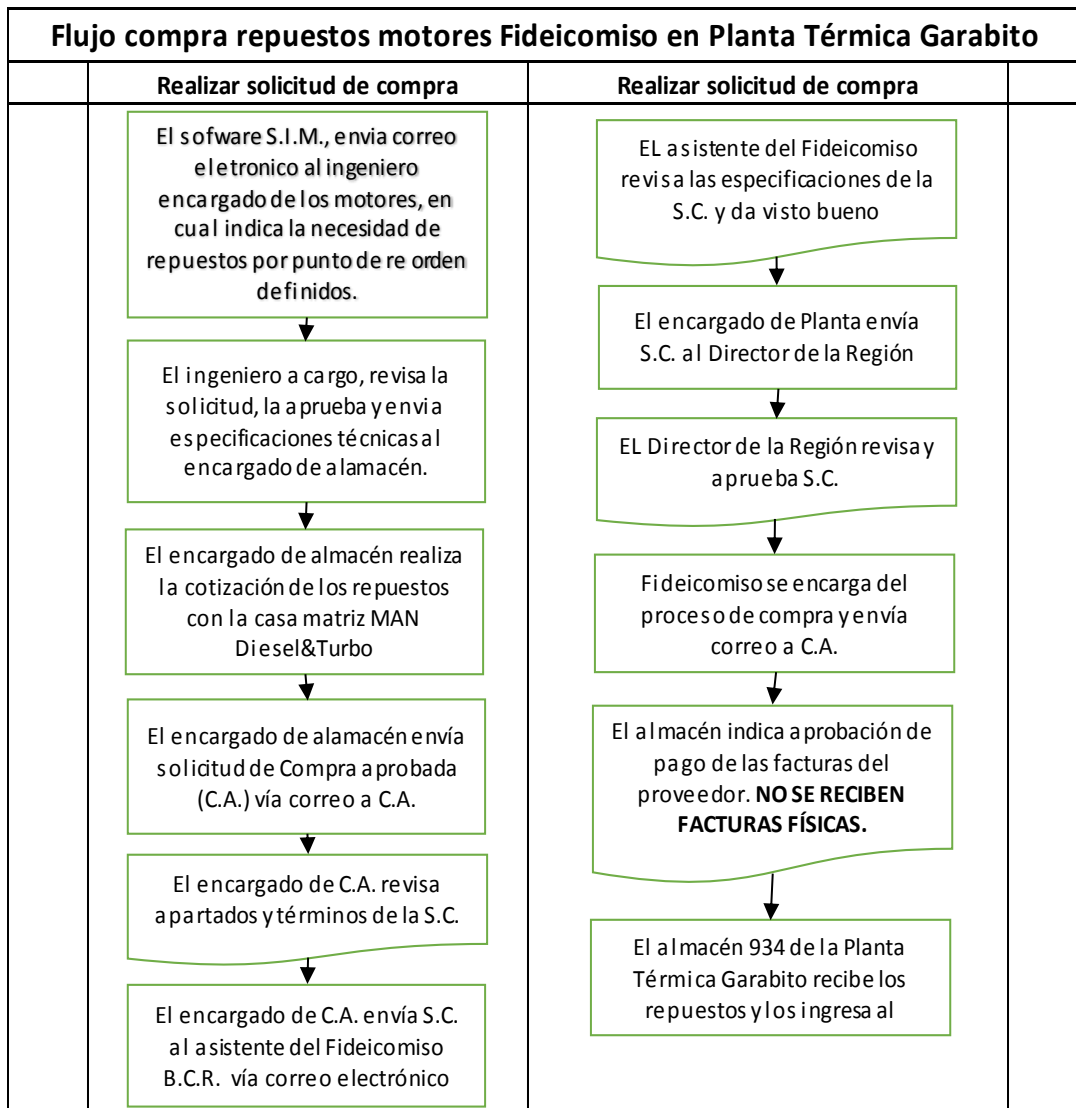 Flujo compra repuestos motores Fideicomiso en Planta Térmica Garabito
Realizar solicitud de compra
El sofware S.I.M., envia correo
eletronico al ingeniero
encargado de los motores, en
cual indica la necesidad de
repuestos por punto de re orden
definidos.
El ingeniero a cargo, revisa la
solicitud, la aprueba y envia
especificaciones técnicas al
encargado de alamacén.
El encargado de almacén realiza
la cotización de los repuestos
con la casa matriz MAN
Diesel&Turbo
El encargado de alamacén envía
solicitud de Compra aprobada
(C.A.) vía correo a C.A.
El encargado de C.A. revisa
apartados y términos de la S.C.
El encargado de C.A. envía S.C.
al asistente del Fideicomiso
B.C.R. vía correo electrónico
Realizar solicitud de compra
EL asistente del Fideicomiso
revisa las especificaciones de la
S.C. y da visto bueno
El encargado de Planta envía
S.C. al Director de la Región
EL Director de la Región revisa y
aprueba S.C.
Fideicomiso se encarga del
proceso de compra y envía
correo a C.A.
El almacén indica aprobación de
pago de las facturas del
proveedor. NO SE RECIBEN
FACTURAS FÍSICAS.
El almacén 934 de la Planta
Térmica Garabito recibe los
repuestos y los ingresa al